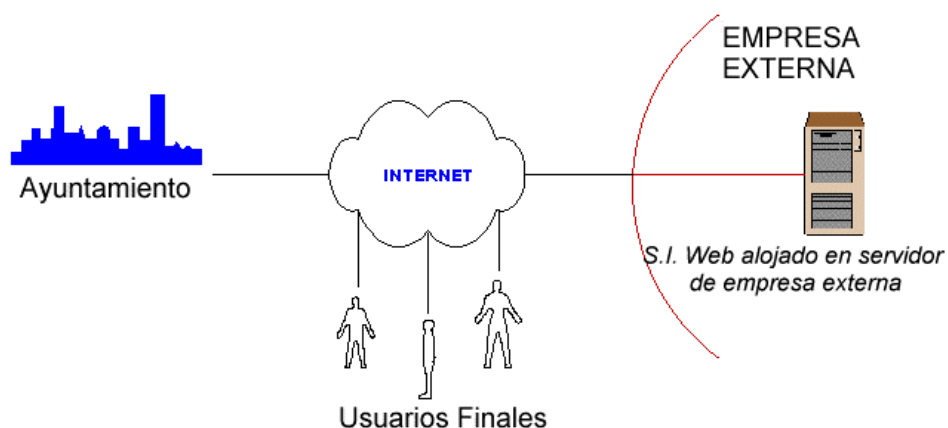 EMPRESA
EXTERNA
Ayuntamiento
INTERNET
S.I. Web alojado en servidor
de empresa externa
Usuarios Finales